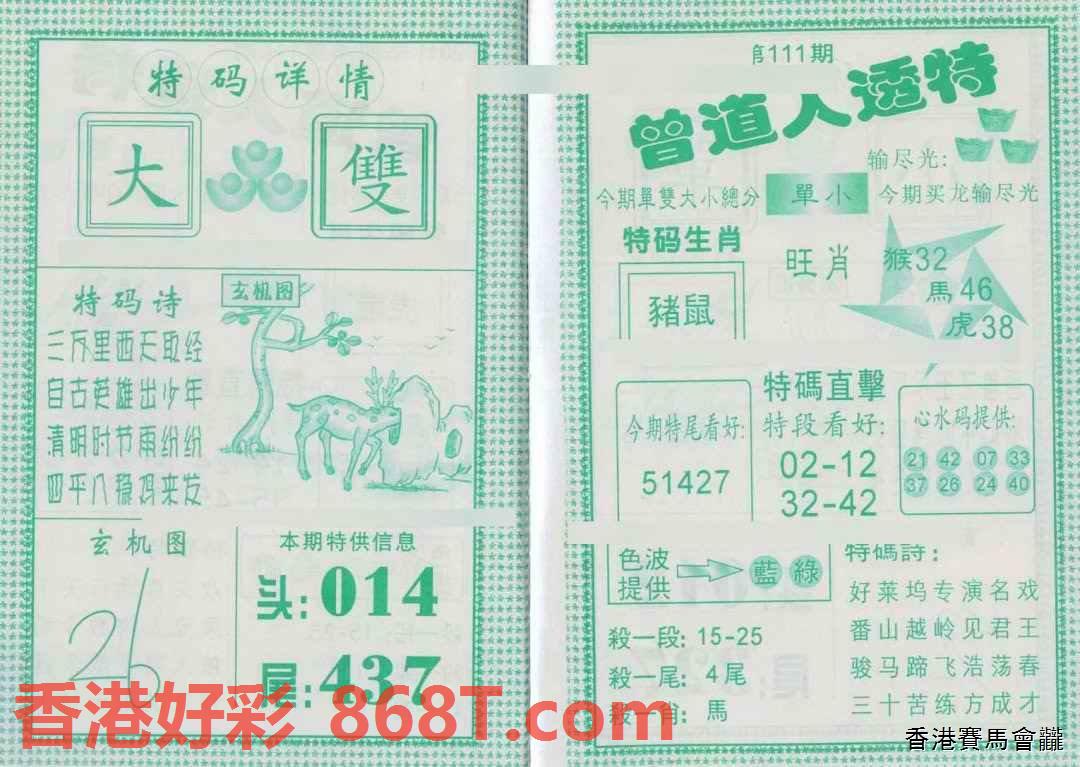 特码详情
大
雙
特码诗
三万里西天取经
自古英雄出少年
清明时节雨纷纷
四平八稳鸡来发
玄机图
玄机图
26
本期特供信息
头:014
尾:437
111期
曾道人透特
输尽光:
今期單雙大小總分
單小
今期买龙输尽光
特码生肖
豬鼠
旺肖
猴32
馬46
虎38
今期特尾看好:
51427
特碼直擊
特段看好:
02-12
32-42
心水码提供:
21 42 07 33
37 26 24 40
色波
提供
藍 綠
殺一段: 15-25
殺一尾: 4尾
殺一肖: 馬
特碼詩:
好莱坞专演名戏
番山越岭见君王
骏马蹄飞浩荡春
三十苦练方成才
香港好彩 868T.com
香港賽馬會